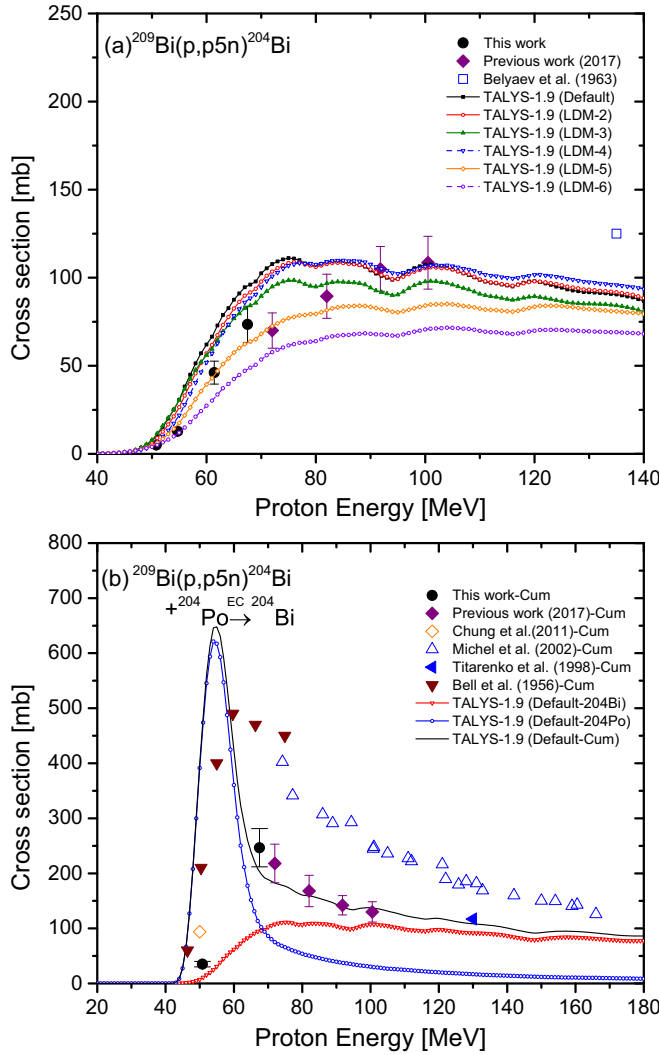 (a) ²⁰⁹Bi(p,p5n)²⁰⁴Bi
This work
Previous work (2017)
Belyaev et al. (1963)
TALYS-1.9 (Default)
TALYS-1.9 (LDM-2)
TALYS-1.9 (LDM-3)
TALYS-1.9 (LDM-4)
TALYS-1.9 (LDM-5)
TALYS-1.9 (LDM-6)
250
200
150
100
50
0
Cross section [mb]
40 60 80 100 120 140
Proton Energy [MeV]
(b) ²⁰⁹Bi(p,p5n)²⁰⁴Bi
+²⁰⁴Po EC→ ²⁰⁴Bi
This work-Cum
Previous work (2017)-Cum
Chung et al.(2011)-Cum
Michel et al. (2002)-Cum
Titarenko et al. (1998)-Cum
Bell et al. (1956)-Cum
TALYS-1.9 (Default-204Bi)
TALYS-1.9 (Default-204Po)
TALYS-1.9 (Default-Cum)
800
700
600
500
400
300
200
100
0
Cross section [mb]
20 40 60 80 100 120 140 160 180
Proton Energy [MeV]